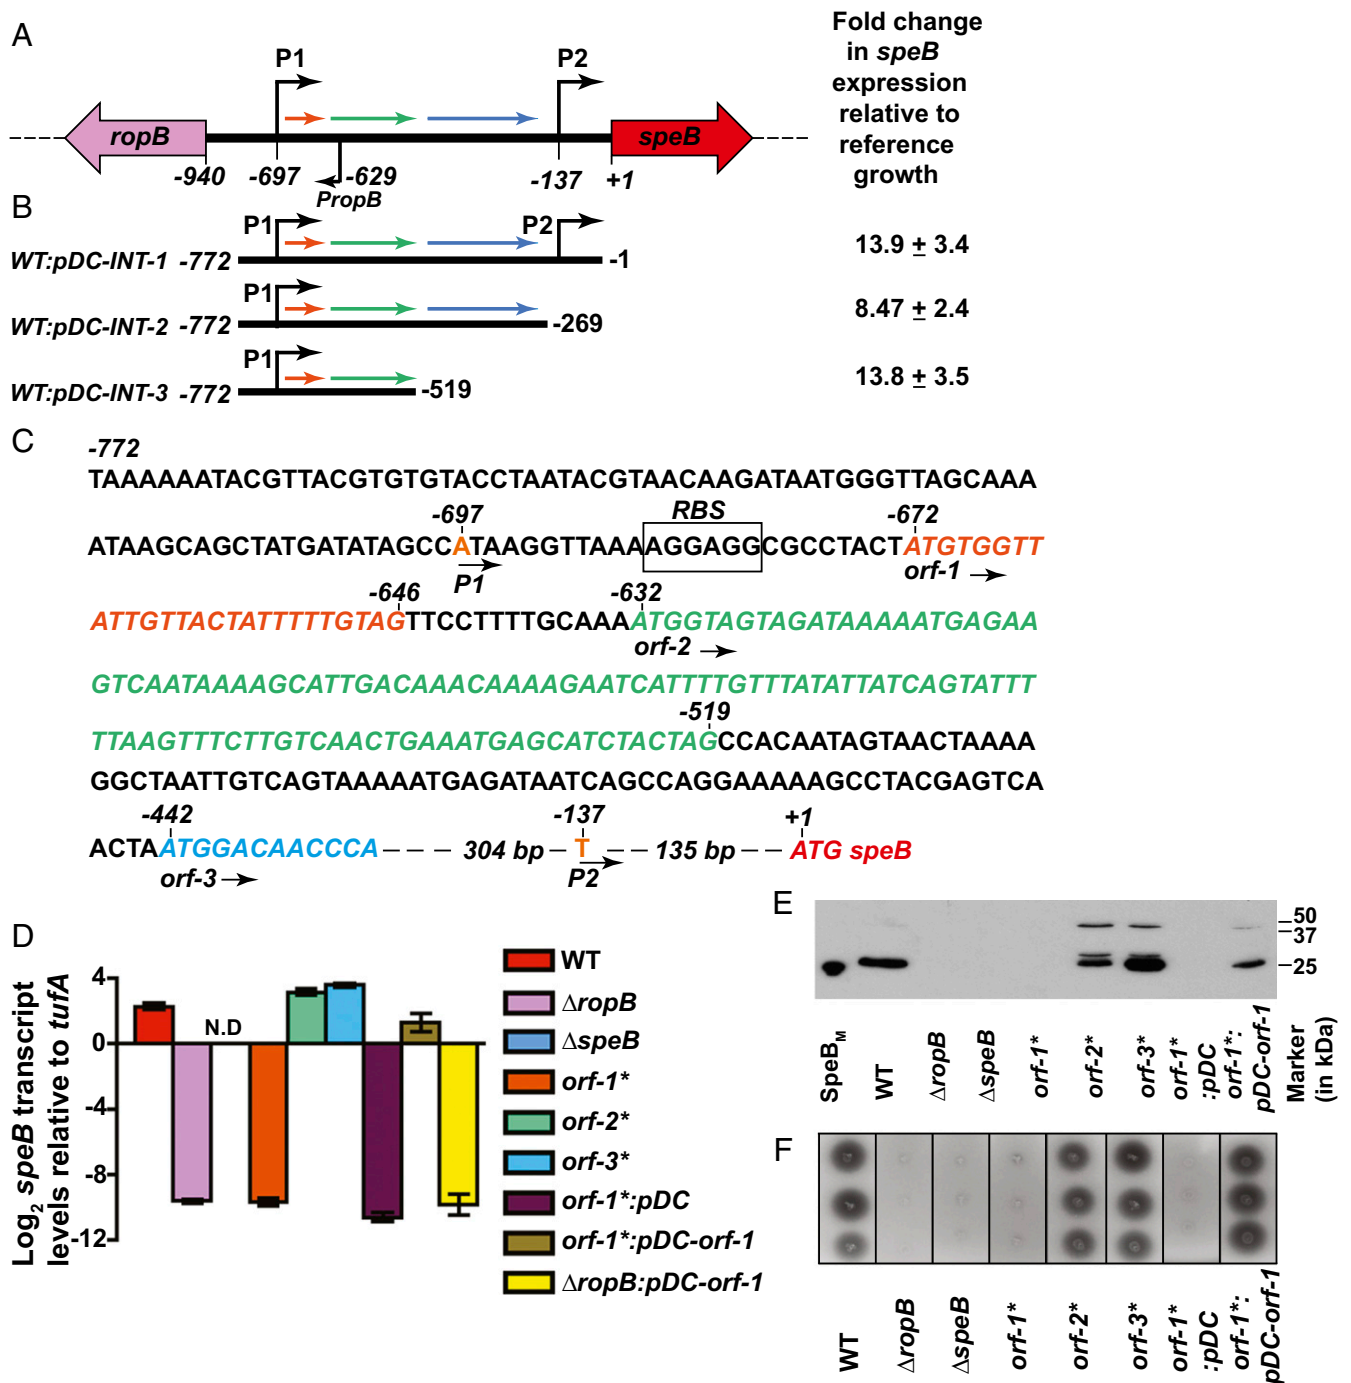 A
Fold change
in speB
expression
relative to
reference
growth
P1
P2
ropB
speB
-940
-697
-629
PropB
-137
+1
B
P1
P2
WT:pDC-INT-1 -772
-1
13.9 ± 3.4
P1
WT:pDC-INT-2 -772
-269
8.47 ± 2.4
P1
WT:pDC-INT-3 -772
-519
13.8 ± 3.5
C
-772
TAAAAAATACGTTACGTGTGTACCTAATACGTAACAAGATAATGGGTTAGCAAA
-697
RBS
-672
ATAAGCAGCTATGATATAGCCATAAGGTTAAAAGGAGGCGCCTACTATGTGGTT
P1
orf-1
-646
-632
ATTGTTACTATTTTTGTAGTTCCTTTTGCAAAATGGTAGTAGATAAAAATGAGAA
orf-2
GTCAATAAAAGCATTGACAAACAAAAGAATCATTTTGTTTATATTATCAGTATTT
-519
TTAAGTTTCTTGTCAACTGAAATGAGCATCTACTAGCCACAATAGTAACTAAAA
GGCTAATTGTCAGTAAAAATGAGATAATCAGCCAGGAAAAAGCCTACGAGTCA
-442
-137
+1
ACTAATGGACAACCCA
304 bp
T
135 bp
ATG speB
orf-3
P2
D
Log2 speB transcript
levels relative to tufA
4
0
-4
-8
-12
N.D
WT
ΔropB
ΔspeB
orf-1*
orf-2*
orf-3*
orf-1*:pDC
orf-1*:pDC-orf-1
ΔropB:pDC-orf-1
E
50
37
25
SpeBM
WT
ΔropB
ΔspeB
orf-1*
orf-2*
orf-3*
orf-1*
:pDC
orf-1*:
pDC-orf-1
Marker
(in kDa)
F
WT
ΔropB
ΔspeB
orf-1*
orf-2*
orf-3*
orf-1*
:pDC
orf-1*:
pDC-orf-1